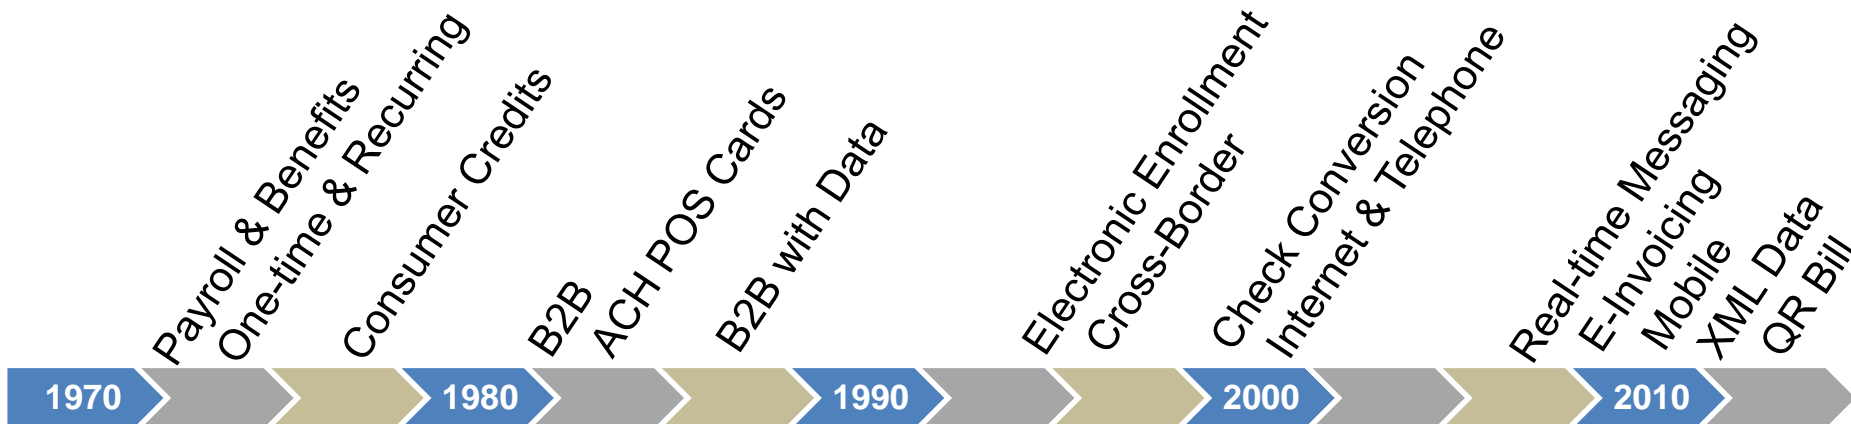 Payroll & Benefits
One-time & Recurring
Consumer Credits
B2B
ACH POS Cards
B2B with Data
Electronic Enrollment
Cross-Border
Check Conversion
Internet & Telephone
Real-time Messaging
E-Invoicing
Mobile
XML Data
QR Bill
1970
1980
1990
2000
2010